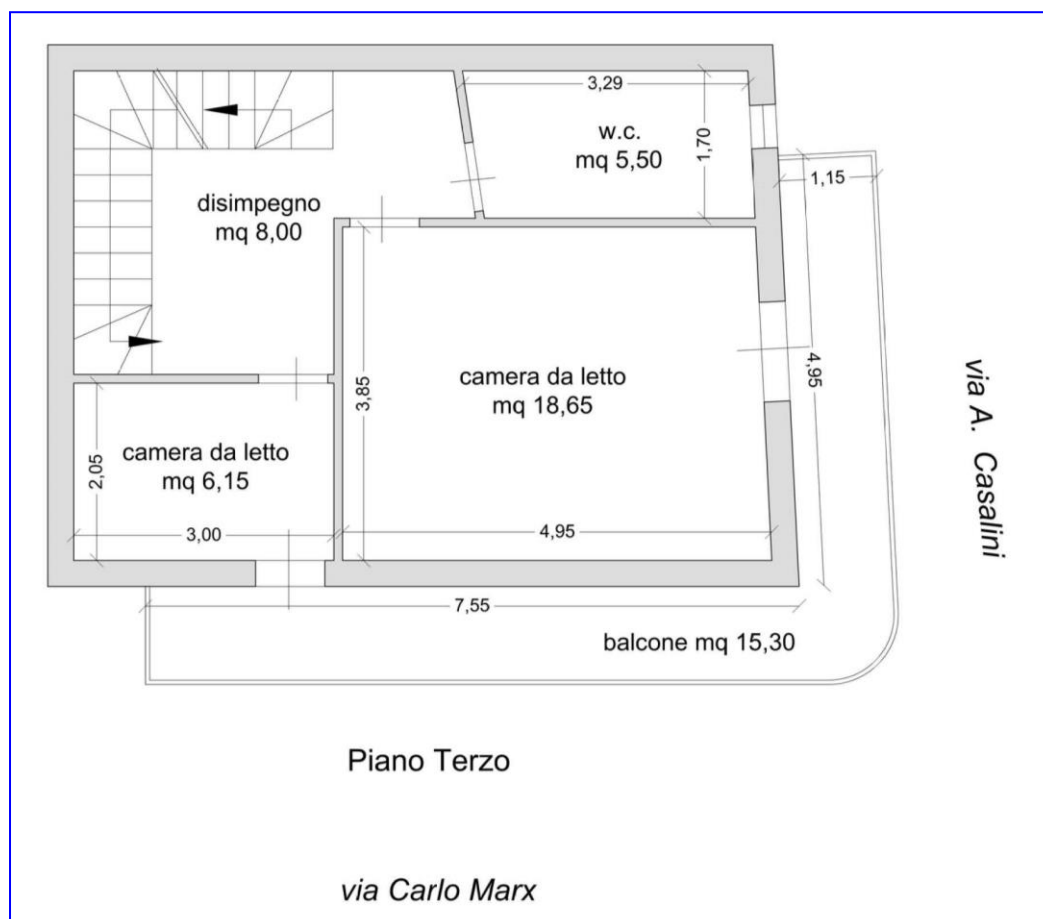 3,29
w.c.
mq 5,50
1,70
1,15
disimpegno
mq 8,00
camera da letto
mq 18,65
3,85
4,95
4,95
via A. Casalini
camera da letto
mq 6,15
2,05
3,00
7,55
balcone mq 15,30
Piano Terzo
via Carlo Marx